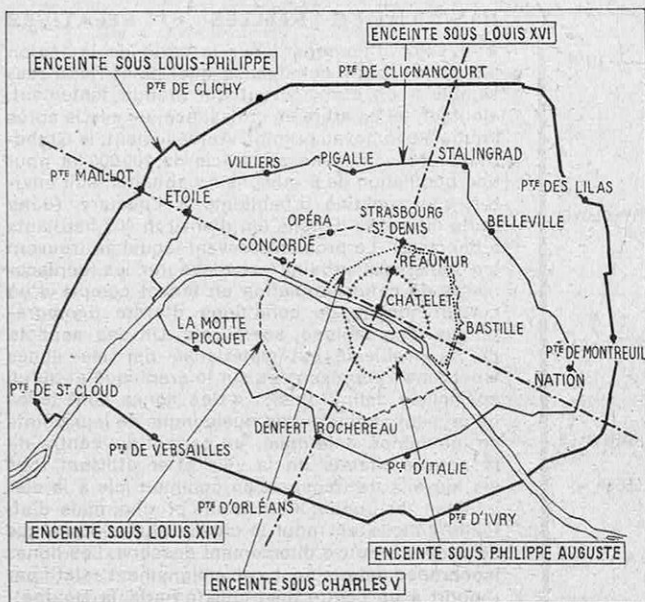 ENCEINTE SOUS LOUIS XVI
ENCEINTE SOUS LOUIS-PHILIPPE
PTE DE CLIGNANCOURT
PTE DE CLICHY
PTE MAILLOT
VILLIERS
PIGALLE
STALINGRAD
PTE DES LILAS
ÉTOILE
OPÉRA
STRASBOURG
ST DENIS
BELLEVILLE
CONCORDE
RÉAUMUR
CHATELET
LA MOTTE-
PICQUET
BASTILLE
PTE DE MONTREUIL
NATION
PTE DE ST CLOUD
PTE DE VERSAILLES
DENFERT ROCHEREAU
PCE D'ITALIE
PTE D'ORLÉANS
PTE D'IVRY
ENCEINTE SOUS LOUIS XIV
ENCEINTE SOUS PHILIPPE AUGUSTE
ENCEINTE SOUS CHARLES V